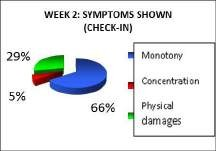 WEEK 2: SYMPTOMS SHOWN
(CHECK-IN)
29%
5%
66%
Monotony
Concentration
Physical
damages